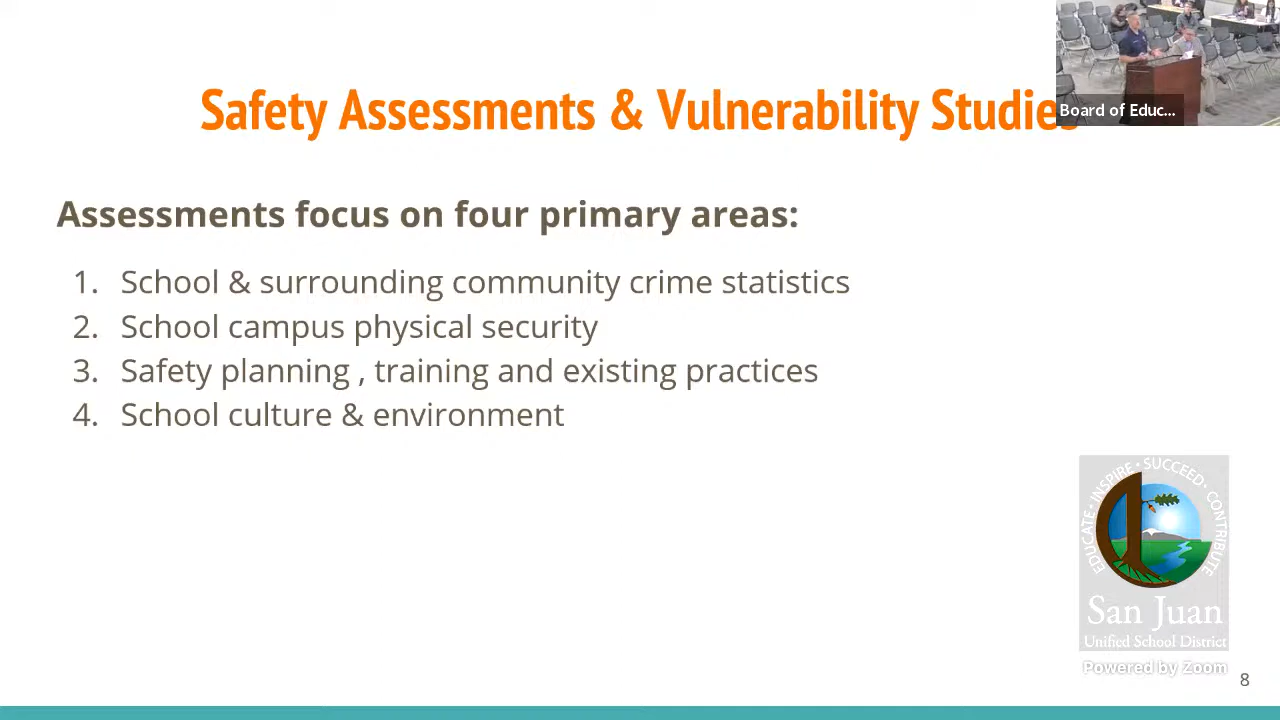 Safety Assessments & Vulnerability Studies
Board of Educ...
Assessments focus on four primary areas:
1. School & surrounding community crime statistics
2. School campus physical security
3. Safety planning , training and existing practices
4. School culture & environment
EDUCATE • INSPIRE • SUCCEED • CONTRIBUTE
San Juan
Unified School District
Powered by Zoom
8